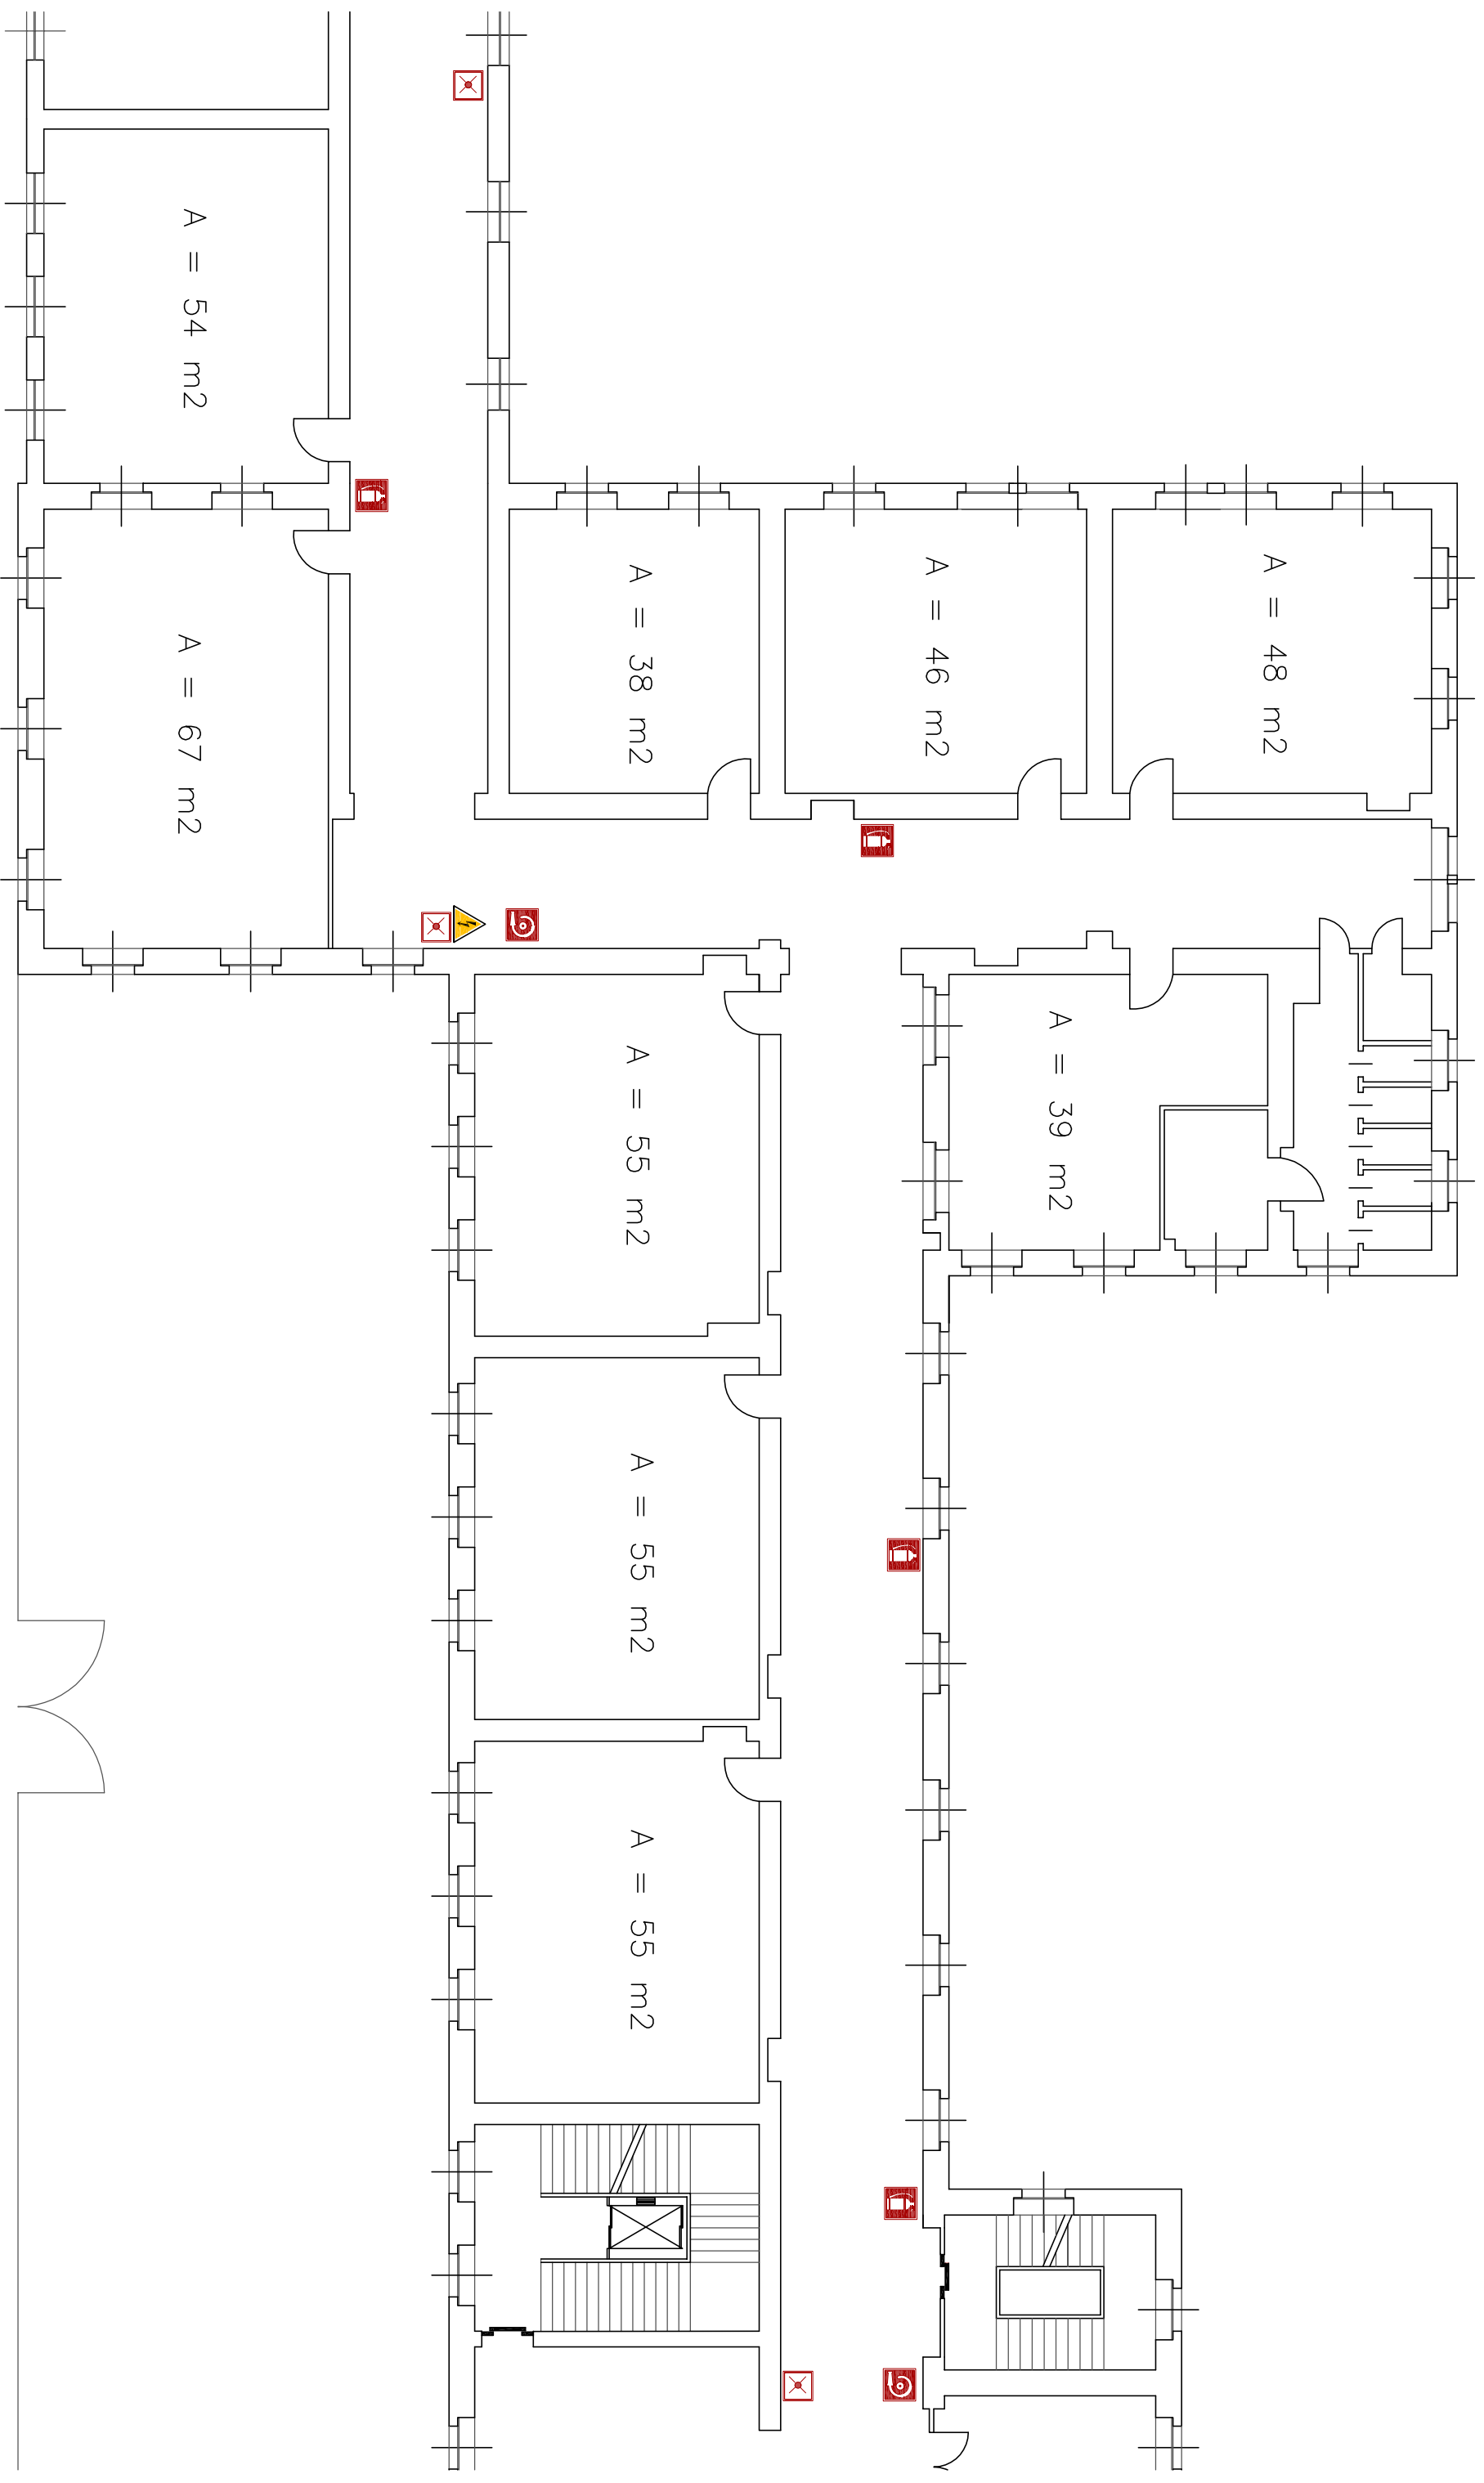 A = 54 m2
A = 67 m2
A = 38 m2
A = 46 m2
A = 48 m2
A = 55 m2
A = 39 m2
A = 55 m2
A = 55 m2